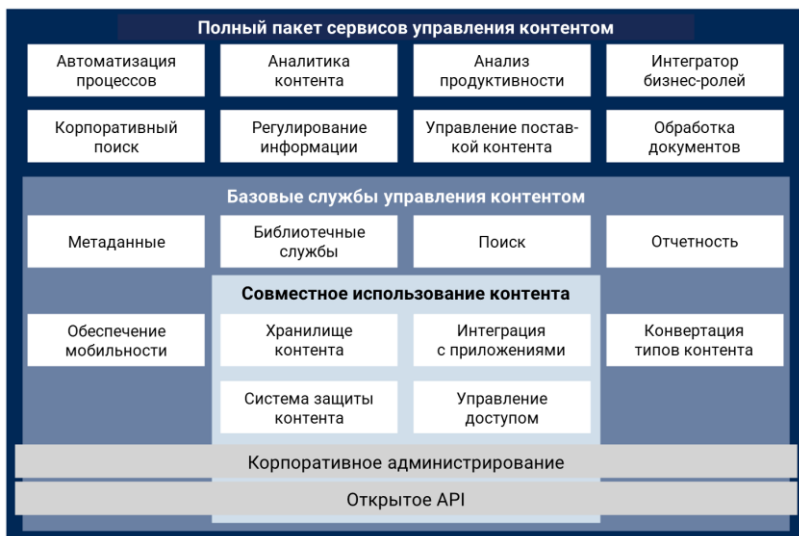 Полный пакет сервисов управления контентом
Автоматизация
процессов
Аналитика
контента
Анализ
продуктивности
Интегратор
бизнес-ролей
Корпоративный
поиск
Регулирование
информации
Управление постав-
кой контента
Обработка
документов
Базовые службы управления контентом
Метаданные
Библиотечные
службы
Поиск
Отчетность
Совместное использование контента
Обеспечение
мобильности
Хранилище
контента
Интеграция
с приложениями
Конвертация
типов контента
Система защиты
контента
Управление
доступом
Корпоративное администрирование
Открытое API